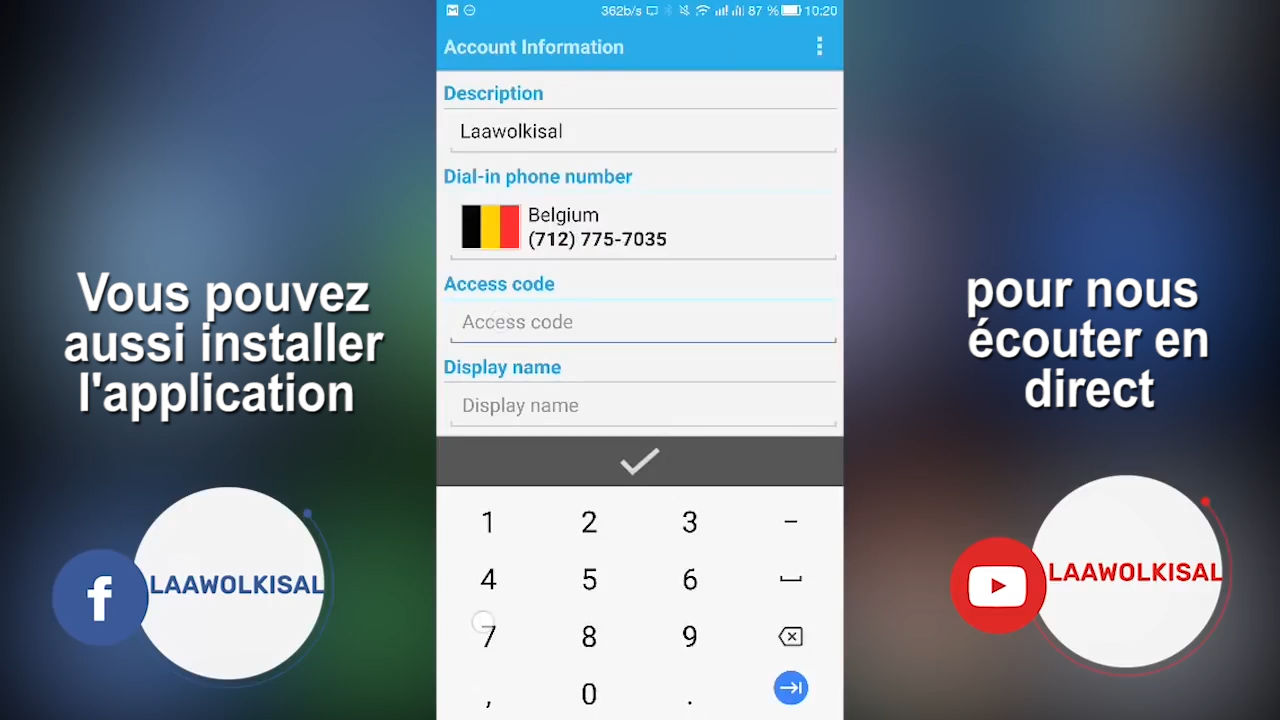 362b/s 87 % 10:20
Account Information
Description
Laawolkisal
Dial-in phone number
Belgium
(712) 775-7035
Access code
Access code
Display name
Display name
1 2 3 –
4 5 6
7 8 9
, 0 .
Vous pouvez
aussi installer
l'application
f
LAAWOLKISAL
pour nous
écouter en
direct
LAAWOLKISAL